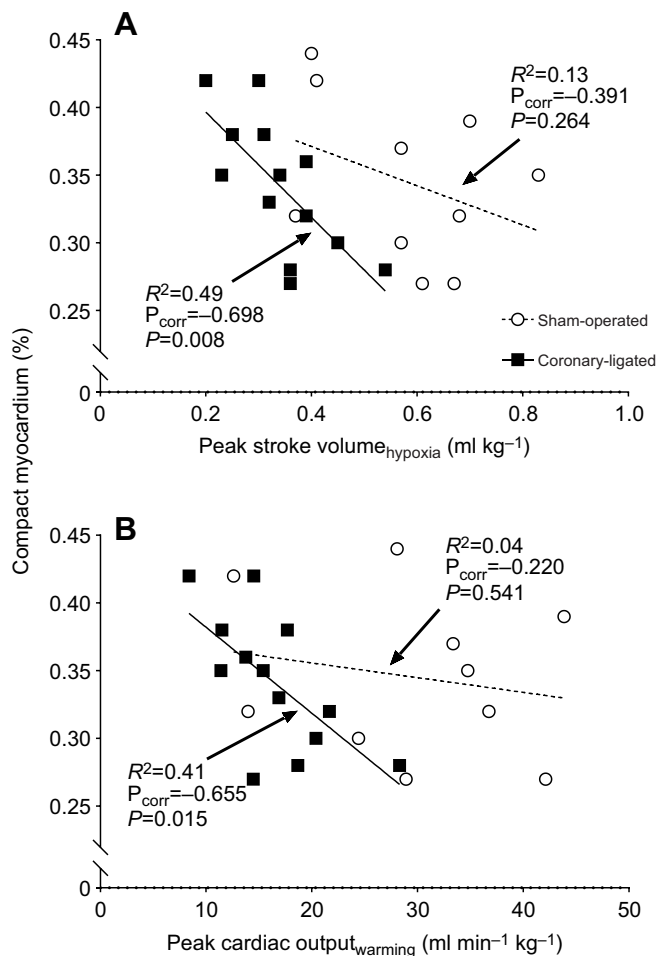 A
0.45
0.40
0.35
0.30
0.25
0
R²=0.13
Pcorr=–0.391
P=0.264
R²=0.49
Pcorr=–0.698
P=0.008
Sham-operated
Coronary-ligated
0 0.2 0.4 0.6 0.8 1.0
Peak stroke volumehypoxia (ml kg–1)
Compact myocardium (%)
B
0.45
0.40
0.35
0.30
0.25
0
R²=0.04
Pcorr=–0.220
P=0.541
R²=0.41
Pcorr=–0.655
P=0.015
0 10 20 30 40 50
Peak cardiac outputwarming (ml min–1 kg–1)